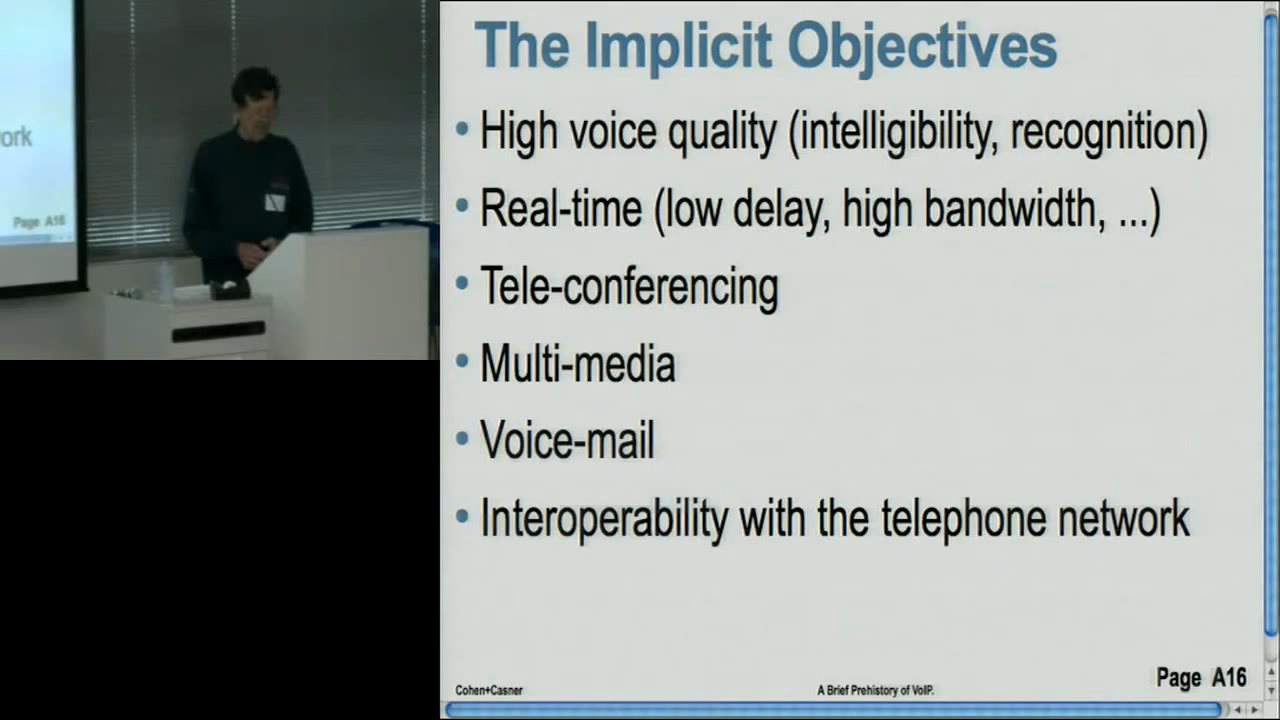 ork
Page A16
The Implicit Objectives
• High voice quality (intelligibility, recognition)
• Real-time (low delay, high bandwidth, ...)
• Tele-conferencing
• Multi-media
• Voice-mail
• Interoperability with the telephone network
Cohen+Casner
A Brief Prehistory of VoIP.
Page A16